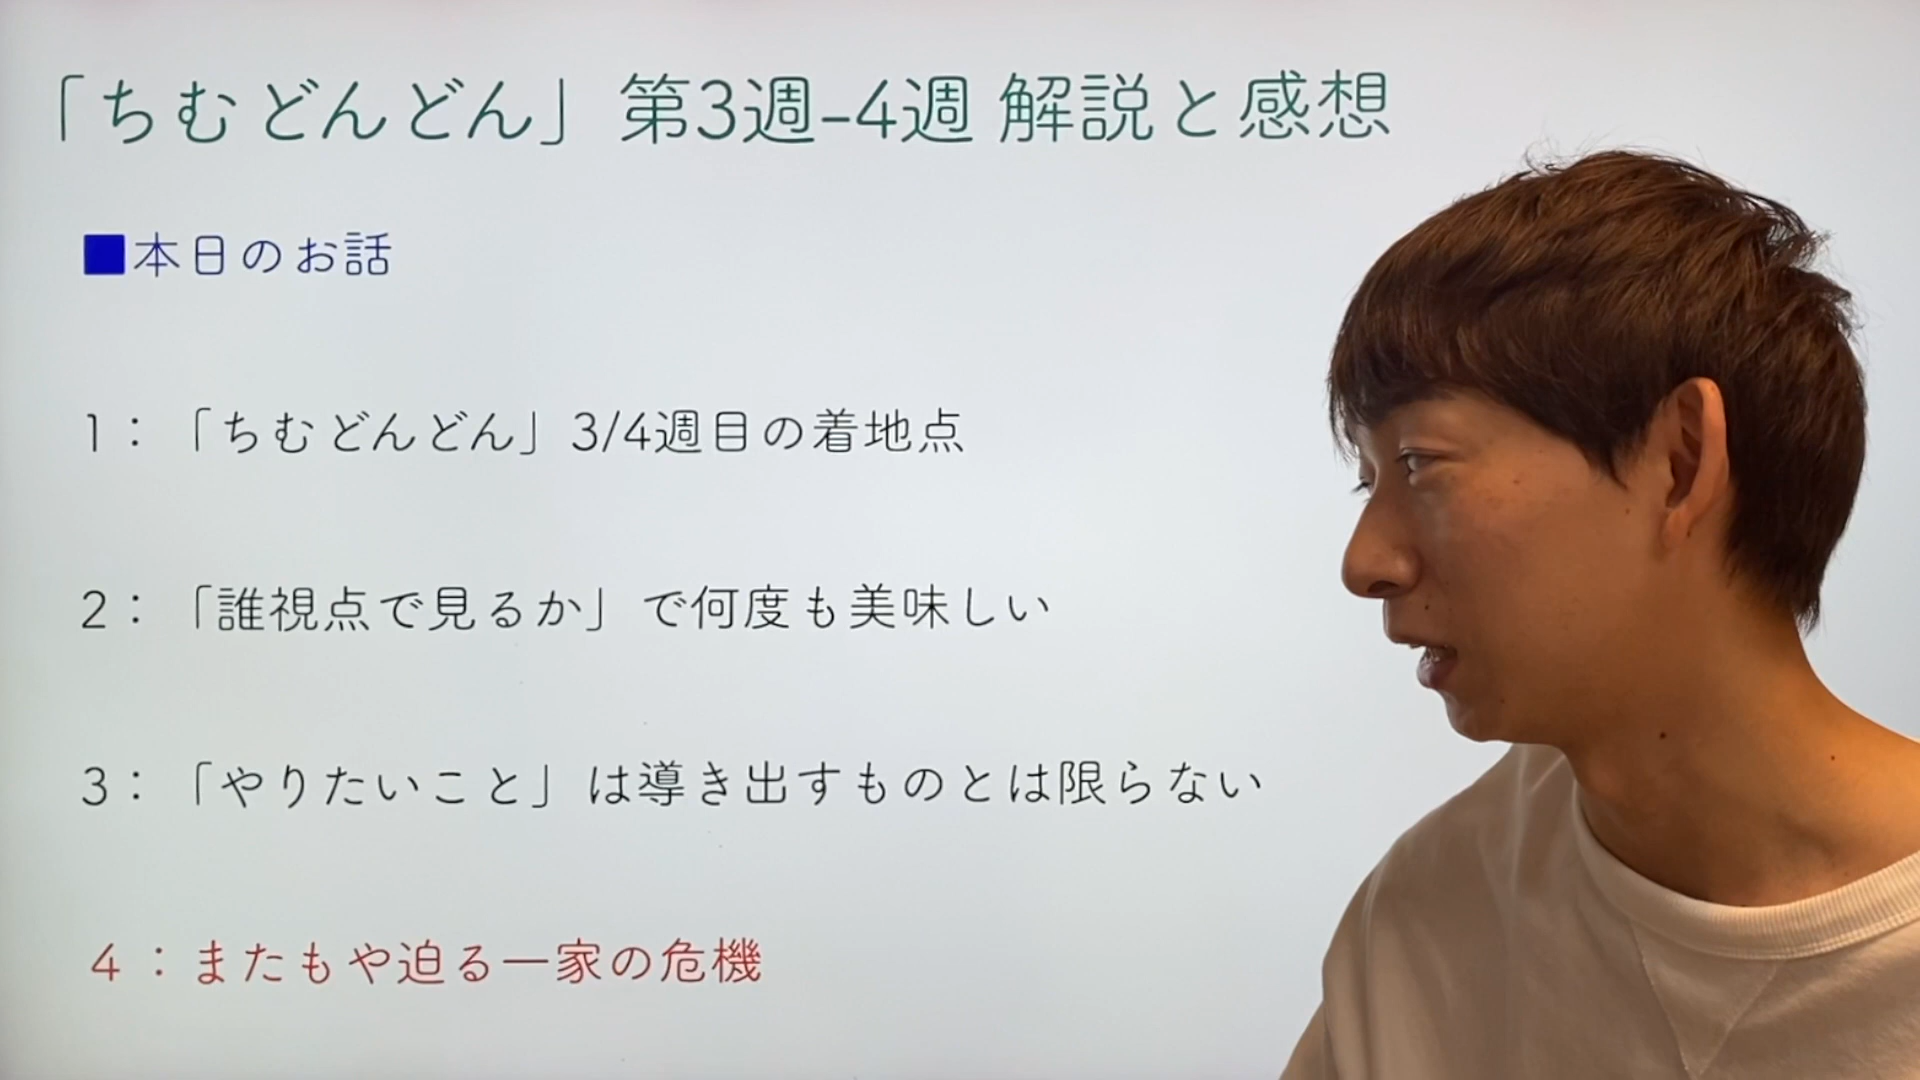 「ちむどんどん」第3週-4週 解説と感想
■本日のお話
1：「ちむどんどん」3/4週目の着地点
2：「誰視点で見るか」で何度も美味しい
3：「やりたいこと」は導き出すものとは限らない
4：またもや迫る一家の危機